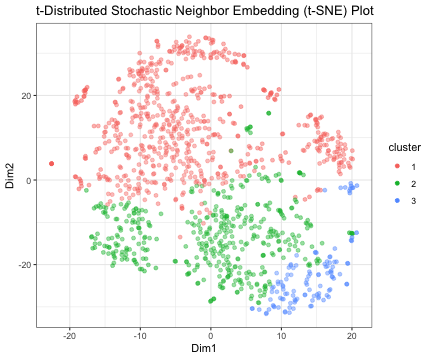 t-Distributed Stochastic Neighbor Embedding (t-SNE) Plot
Dim2
20
0
-20
-20
-10
0
10
20
Dim1
cluster
1
2
3